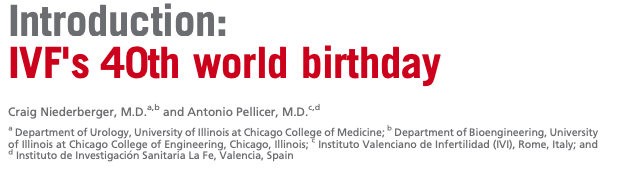 Introduction:
IVF's 40th world birthday
Craig Niederberger, M.D.a,b and Antonio Pellicer, M.D.c,d
a Department of Urology, University of Illinois at Chicago College of Medicine; b Department of Bioengineering, University
of Illinois at Chicago College of Engineering, Chicago, Illinois; c Instituto Valenciano de Infertilidad (IVI), Rome, Italy; and
d Instituto de Investigación Sanitaria La Fe, Valencia, Spain